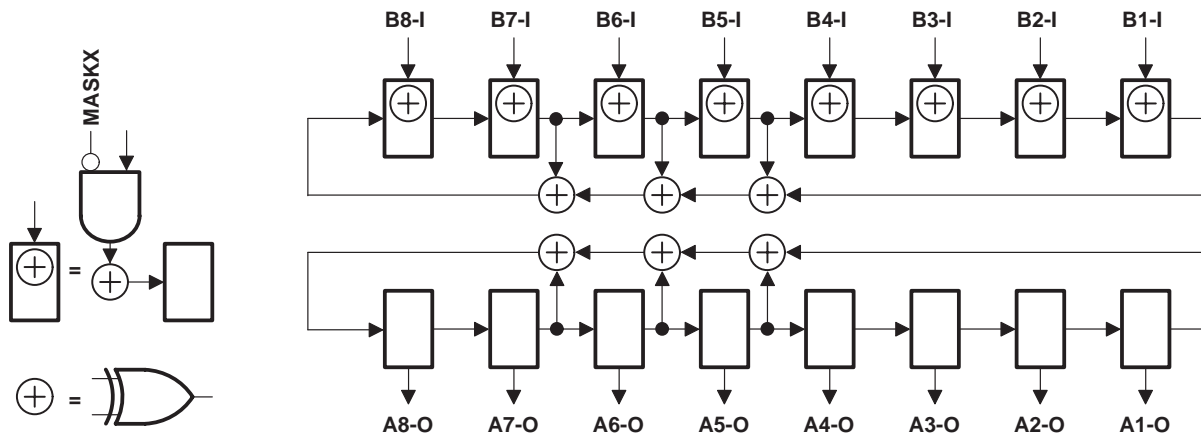 B8-I B7-I B6-I B5-I B4-I B3-I B2-I B1-I
MASKX
=
=
A8-O A7-O A6-O A5-O A4-O A3-O A2-O A1-O